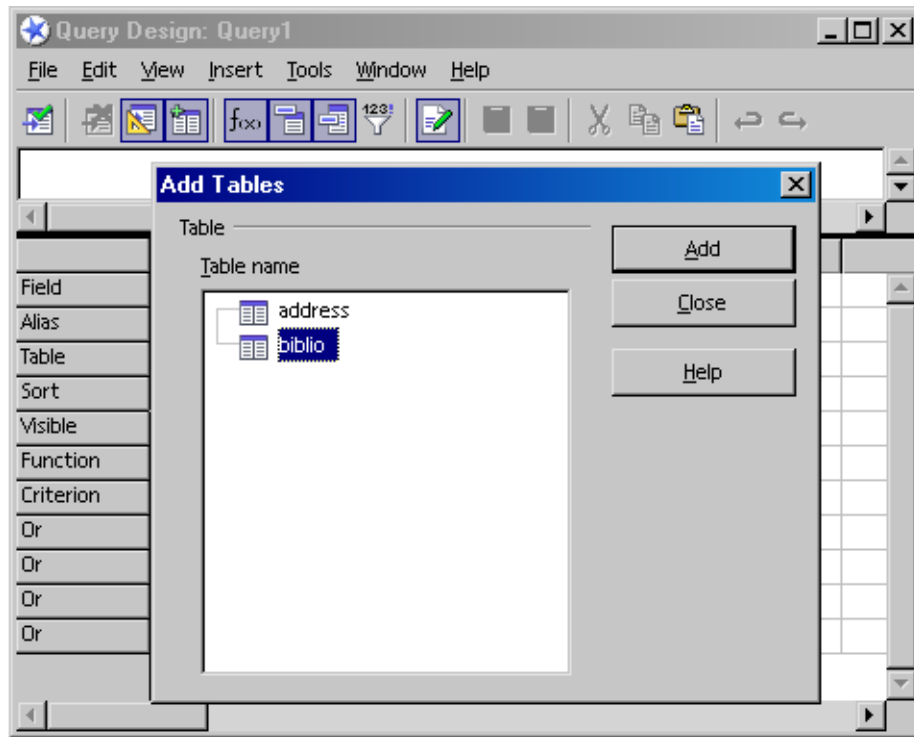 Query Design: Query1
File Edit View Insert Tools Window Help
f(x) 123!
Add Tables
Table
Table name
address
biblio
Add
Close
Help
Field
Alias
Table
Sort
Visible
Function
Criterion
Or
Or
Or
Or